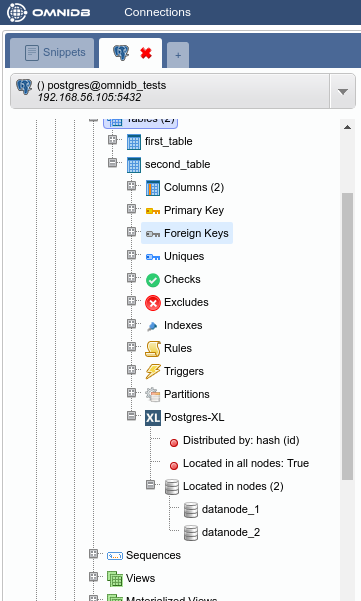 OMNIDB Connections
Snippets
+
() postgres@omnidb_tests
192.168.56.105:5432
Tables (2)
first_table
second_table
Columns (2)
Primary Key
Foreign Keys
Uniques
Checks
Excludes
Indexes
Rules
Triggers
Partitions
XL Postgres-XL
Distributed by: hash (id)
Located in all nodes: True
Located in nodes (2)
datanode_1
datanode_2
Sequences
Views
Materialized Views